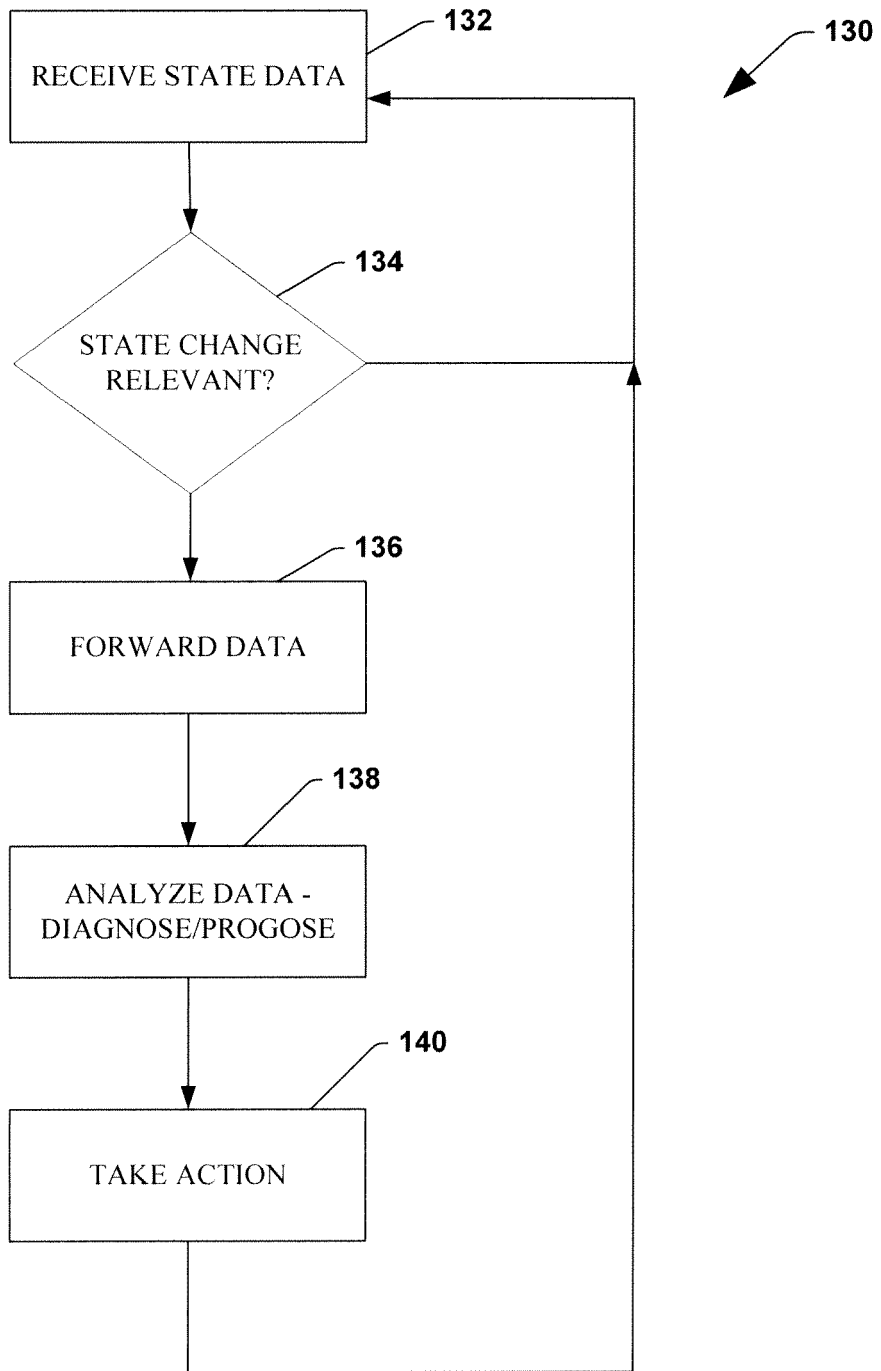 132
130
RECEIVE STATE DATA
134
STATE CHANGE
RELEVANT?
136
FORWARD DATA
138
ANALYZE DATA -
DIAGNOSE/PROGOSE
140
TAKE ACTION